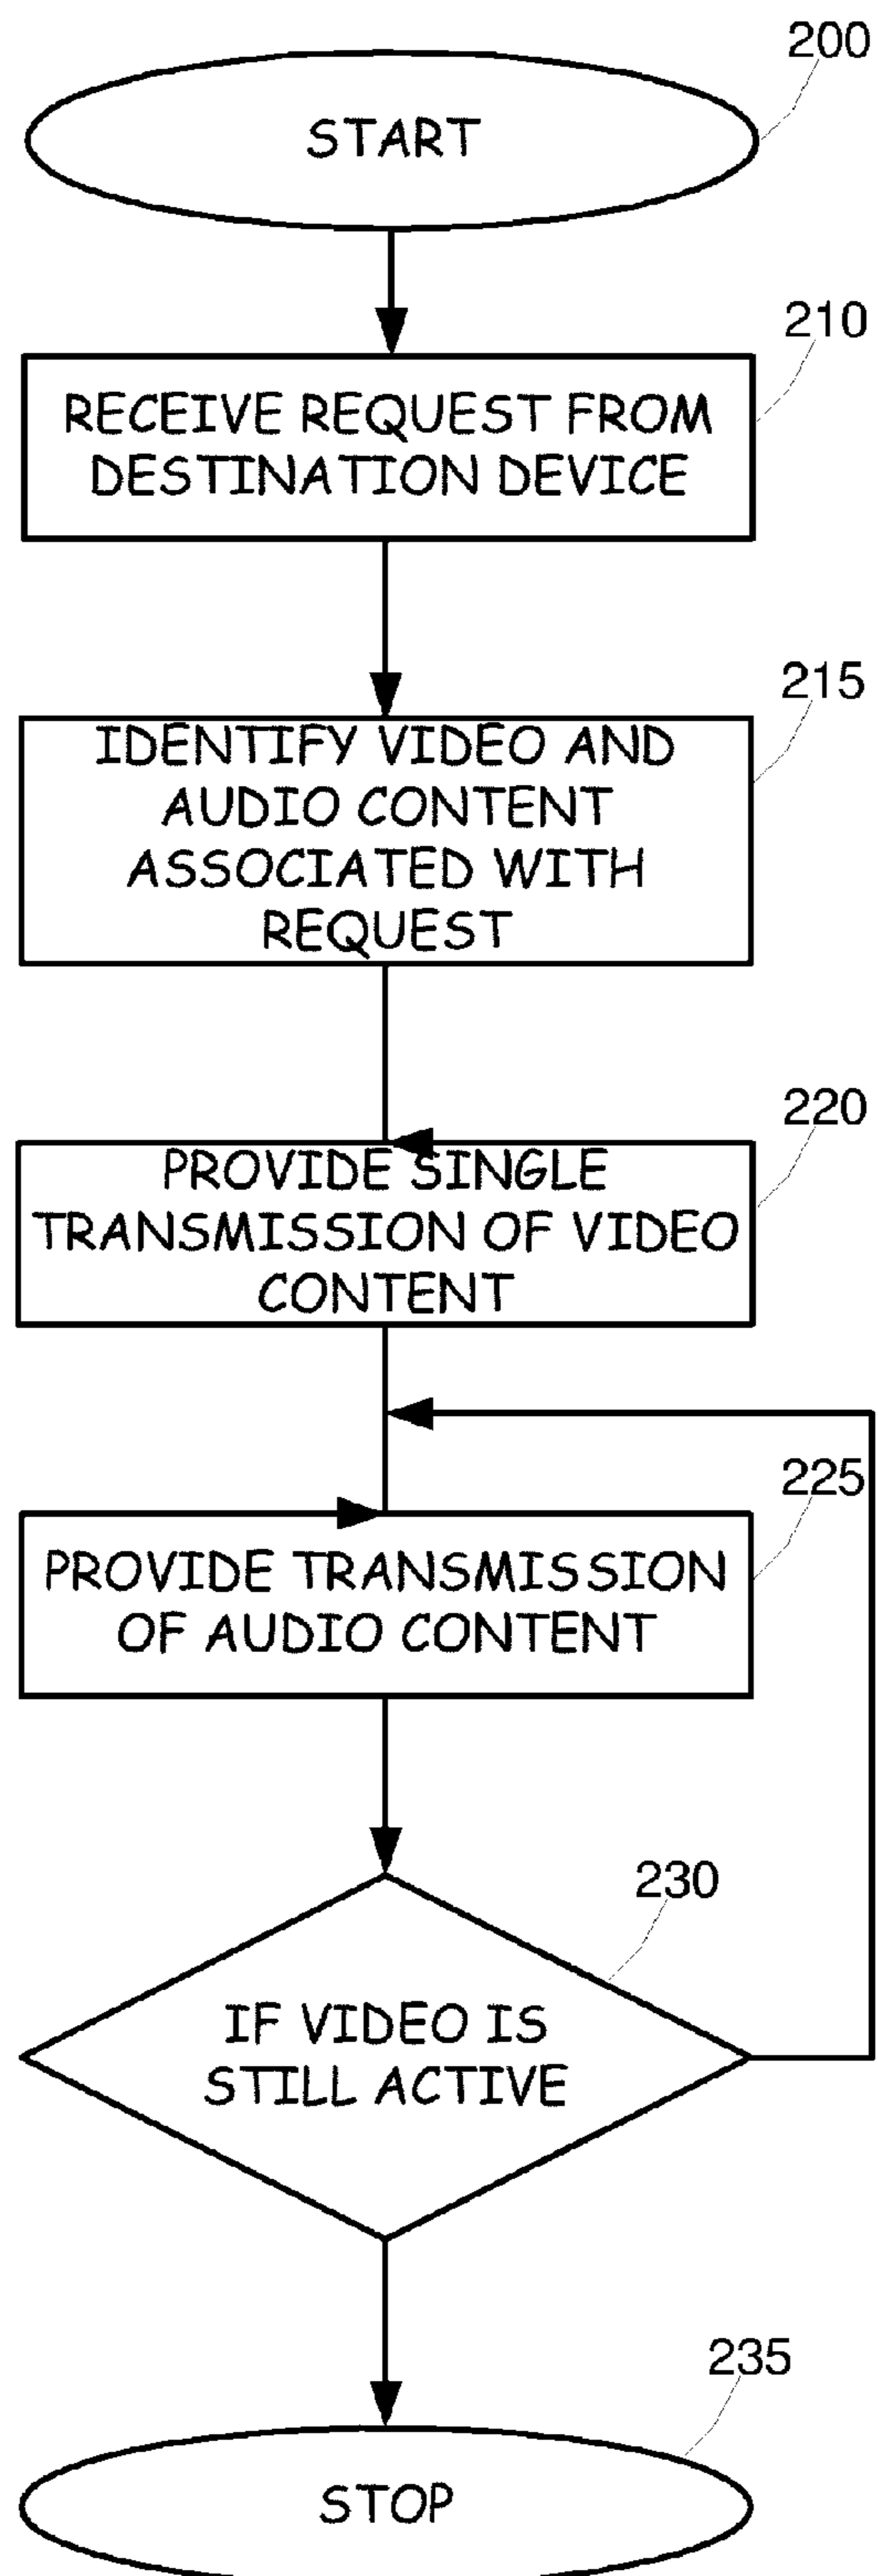 200
START
210
RECEIVE REQUEST FROM
DESTINATION DEVICE
215
IDENTIFY VIDEO AND
AUDIO CONTENT
ASSOCIATED WITH
REQUEST
220
PROVIDE SINGLE
TRANSMISSION OF VIDEO
CONTENT
225
PROVIDE TRANSMISSION
OF AUDIO CONTENT
230
IF VIDEO IS
STILL ACTIVE
235
STOP